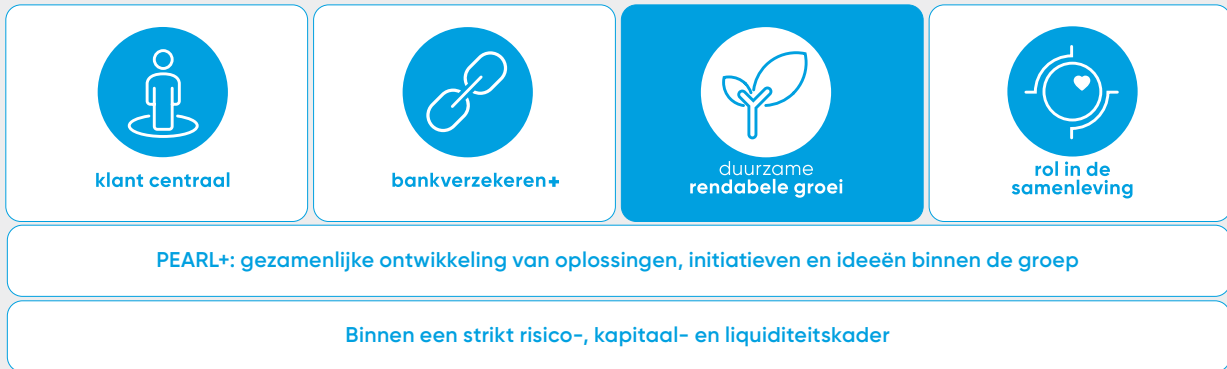 klant centraal
bankverzekeren+
duurzame
rendabele groei
rol in de
samenleving
PEARL+: gezamenlijke ontwikkeling van oplossingen, initiatieven en ideeën binnen de groep
Binnen een strikt risico-, kapitaal- en liquiditeitskader